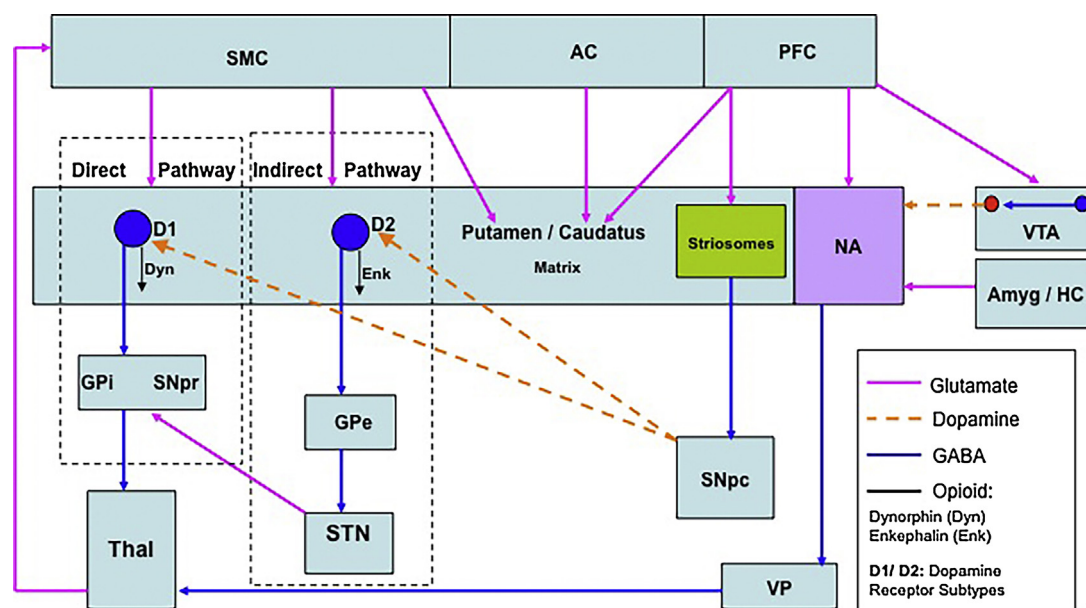 SMC
AC
PFC
Direct Pathway
Indirect Pathway
D1
D2
Dyn
Enk
Putamen / Caudatus
Matrix
Striosomes
NA
VTA
Amyg / HC
GPi SNpr
GPe
SNpc
Thal
STN
VP
Glutamate
Dopamine
GABA
Opioid:
Dynorphin (Dyn)
Enkephalin (Enk)
D1/ D2: Dopamine
Receptor Subtypes